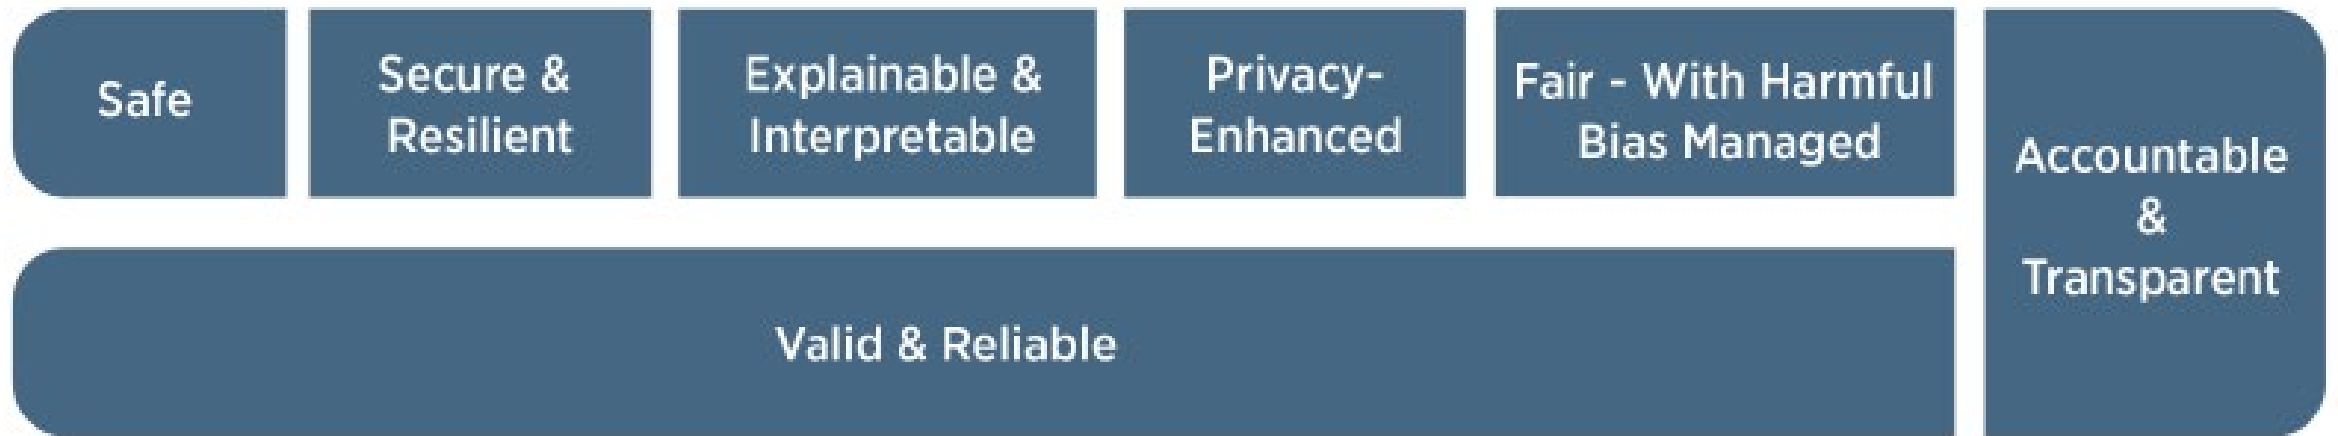 Safe
Secure &
Resilient
Explainable &
Interpretable
Privacy-
Enhanced
Fair - With Harmful
Bias Managed
Accountable
&
Transparent
Valid & Reliable